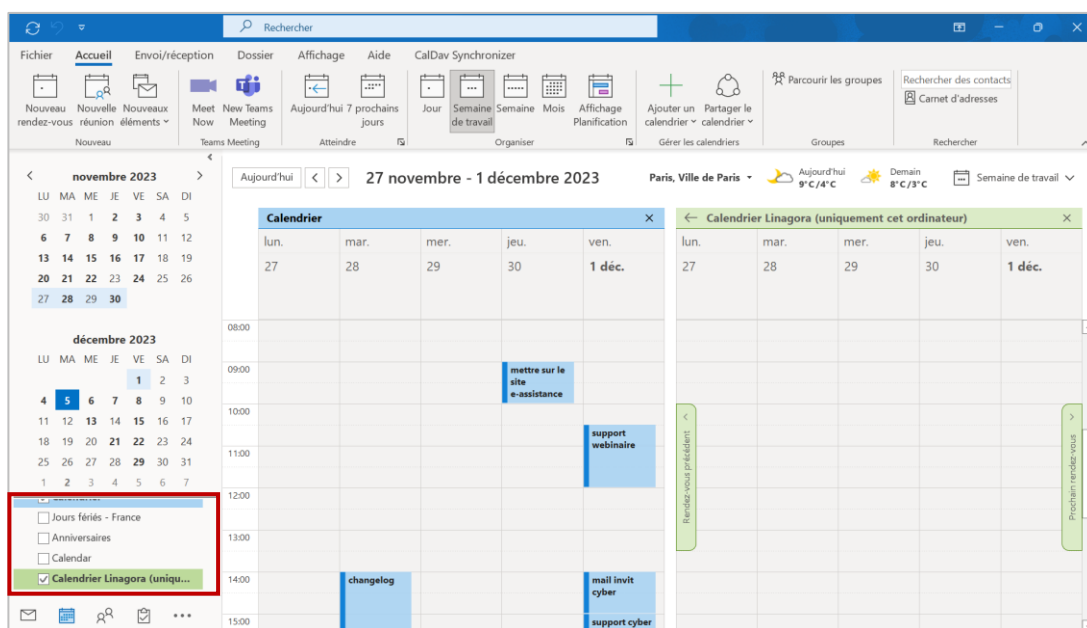 Rechercher
Fichier Accueil Envoi/réception Dossier Affichage Aide CalDav Synchronizer
Nouveau rendez-vous
Nouvelle réunion
Nouveaux éléments
Nouveau
Meet Now
New Teams Meeting
Teams Meeting
Aujourd'hui
7 prochains jours
Atteindre
Jour
Semaine de travail
Semaine
Mois
Affichage Planification
Organiser
Ajouter un calendrier
Partager le calendrier
Gérer les calendriers
Parcourir les groupes
Groupes
Rechercher des contacts
Carnet d'adresses
Rechercher
novembre 2023
LU MA ME JE VE SA DI
30 31 1 2 3 4 5
6 7 8 9 10 11 12
13 14 15 16 17 18 19
20 21 22 23 24 25 26
27 28 29 30
décembre 2023
LU MA ME JE VE SA DI
1 2 3
4 5 6 7 8 9 10
11 12 13 14 15 16 17
18 19 20 21 22 23 24
25 26 27 28 29 30 31
1 2 3 4 5 6 7
Jours fériés - France
Anniversaires
Calendar
Calendrier Linagora (uniqu...
Aujourd'hui
27 novembre - 1 décembre 2023
Paris, Ville de Paris
Aujourd'hui
9°C/4°C
Demain
8°C/3°C
Semaine de travail
Calendrier
lun. mar. mer. jeu. ven.
27 28 29 30 1 déc.
Calendrier Linagora (uniquement cet ordinateur)
lun. mar. mer. jeu. ven.
27 28 29 30 1 déc.
08:00
09:00
mettre sur le
site
e-assistance
10:00
support
webinaire
11:00
12:00
13:00
14:00
changelog
mail invit
cyber
15:00
support cyber
Rendez-vous précédent
Prochain rendez-vous